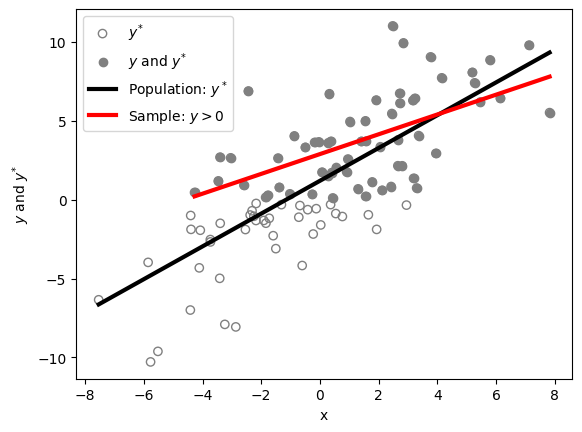 y*
y and y*
Population: y*
Sample: y > 0
y and y*
10
5
0
−5
−10
−8 −6 −4 −2 0 2 4 6 8
x